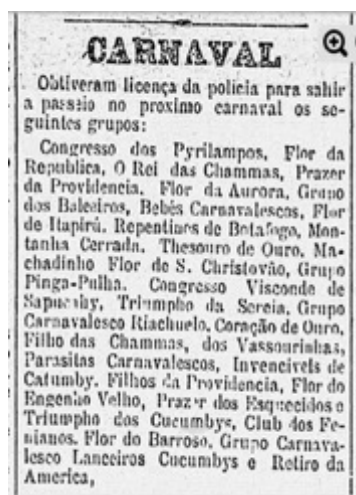 CARNAVAL
Obtiveram licença da policia para sahir
a passeio no proximo carnaval os se-
guintes grupos:
Congresso dos Pyrilampos, Flor da
Republica, O Rei das Chammas, Prazer
da Providencia, Flor da Aurora, Grupo
dos Baleeiros, Bebês Carnavalescos, Flor
de Itapirú, Repentinos de Botafogo, Mon-
tanha Cerrada, Thesouro de Ouro, Ma-
chadinho Flor de S. Christovão, Grupo
Pinga-Pulha, Congresso Visconde de
Sapucahy, Triumpho da Sereia, Grupo
Carnavalesco Riachuelo, Coração de Ouro,
Filho das Chammas, dos Vassourinhas,
Parasitas Carnavalescos, Invenciveis de
Catumby, Filhos da Providencia, Flor do
Engenho Velho, Prazer dos Esquecidos e
Triumpho dos Cucumbys, Club dos Fe-
nianos, Flor do Barroso, Grupo Carnava-
lesco Lanceiros Cucumbys e Retiro da
America,